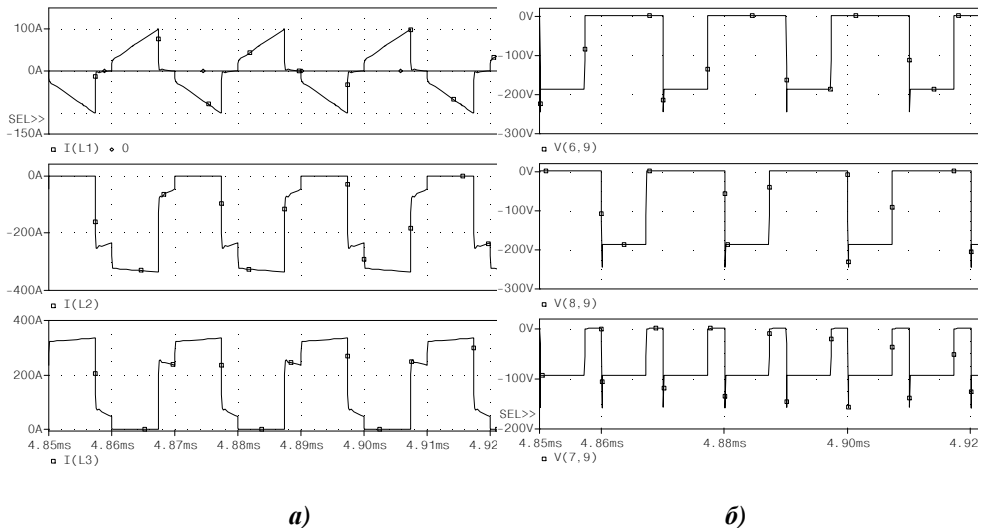 100A
0A
SEL>>
-150A
I(L1) 0
0A
-200A
-400A
I(L2)
400A
200A
0A
4.85ms 4.86ms 4.87ms 4.88ms 4.89ms 4.90ms 4.91ms 4.92
I(L3)
а)
0V
-100V
-200V
-300V
V(6,9)
0V
-100V
-200V
-300V
V(8,9)
0V
-100V
SEL>>
-200V
4.85ms 4.86ms 4.88ms 4.90ms 4.92
V(7,9)
б)